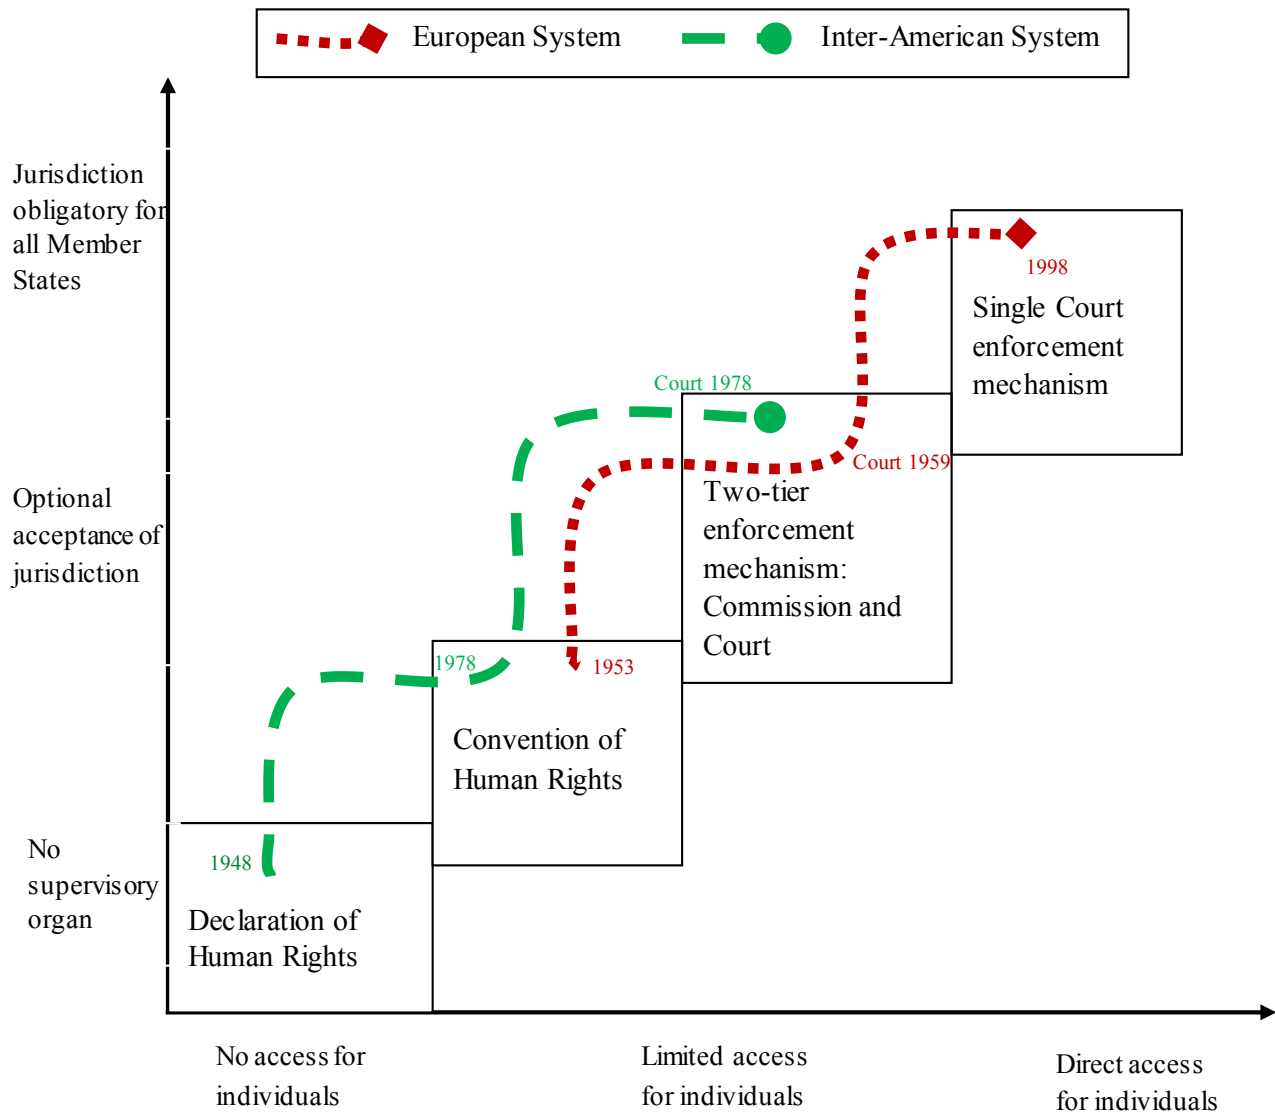 European System
Inter-American System
Jurisdiction
obligatory for
all Member
States
1998
Single Court
enforcement
mechanism
Court 1978
Court 1959
Optional
acceptance of
jurisdiction
Two-tier
enforcement
mechanism:
Commission and
Court
1978
1953
Convention of
Human Rights
No
supervisory
organ
1948
Declaration of
Human Rights
No access for
individuals
Limited access
for individuals
Direct access
for individuals